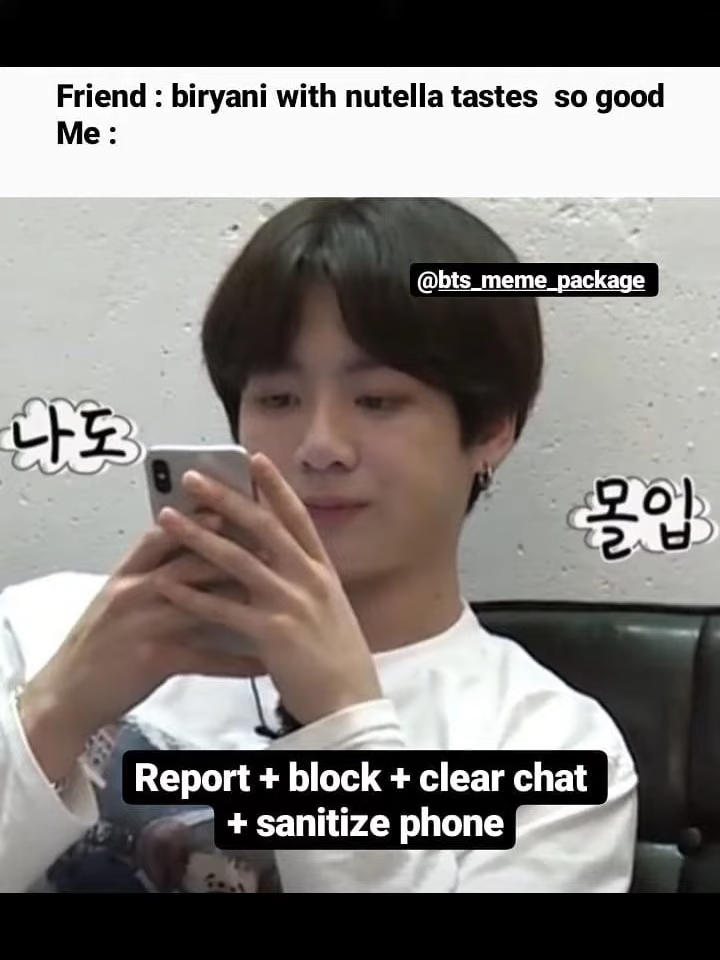 Friend : biryani with nutella tastes  so good
Me :
@bts_meme_package
나도
몰입
Report + block + clear chat
+ sanitize phone